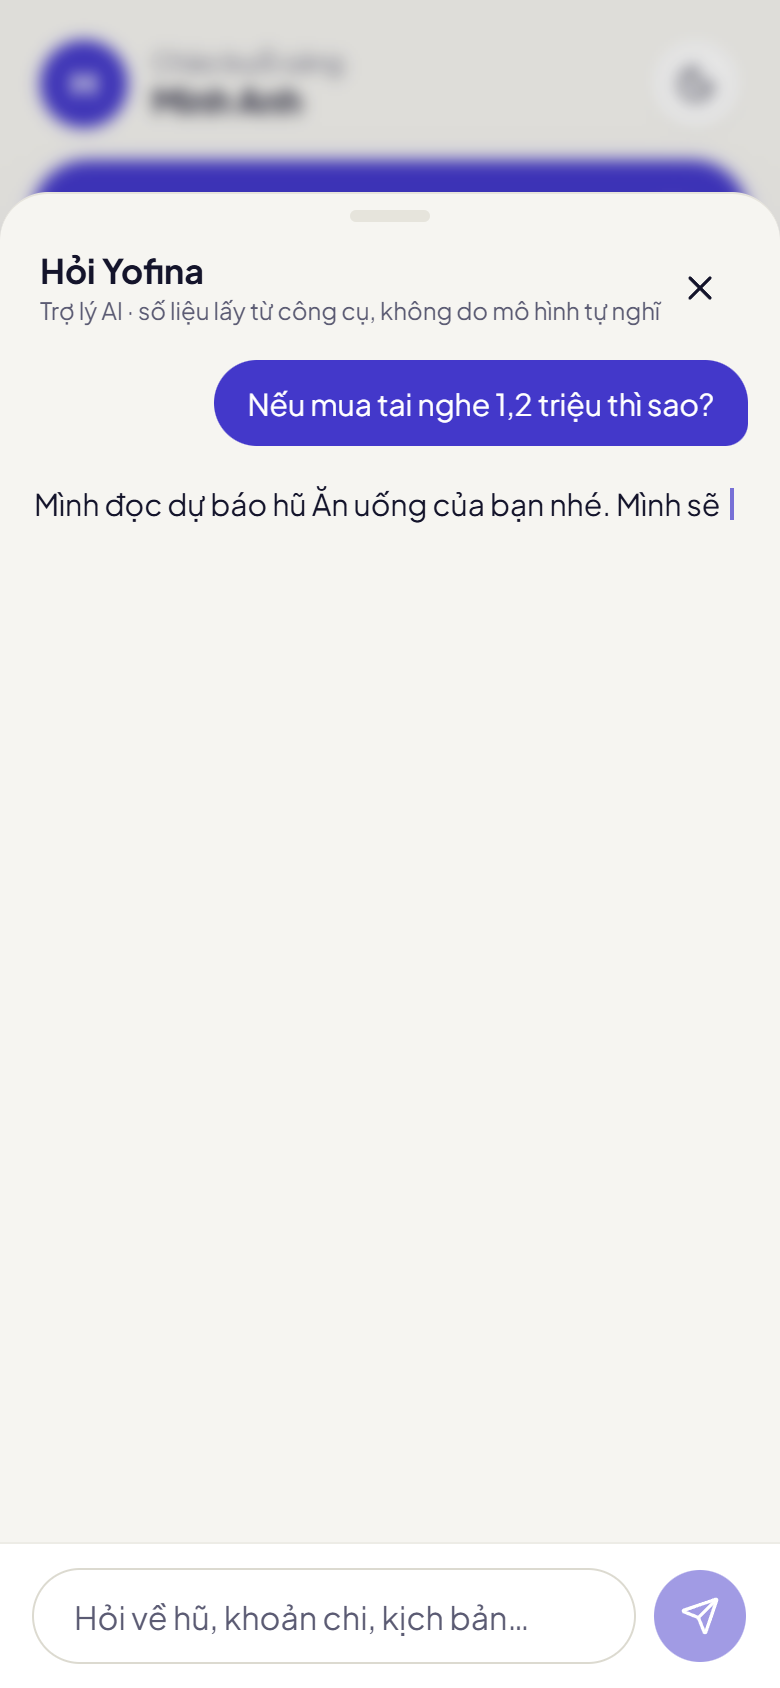 Minh Anh
Hỏi Yofina
Trợ lý AI · số liệu lấy từ công cụ, không do mô hình tự nghĩ
Nếu mua tai nghe 1,2 triệu thì sao?
Mình đọc dự báo hũ Ăn uống của bạn nhé. Mình sẽ
Hỏi về hũ, khoản chi, kịch bản...